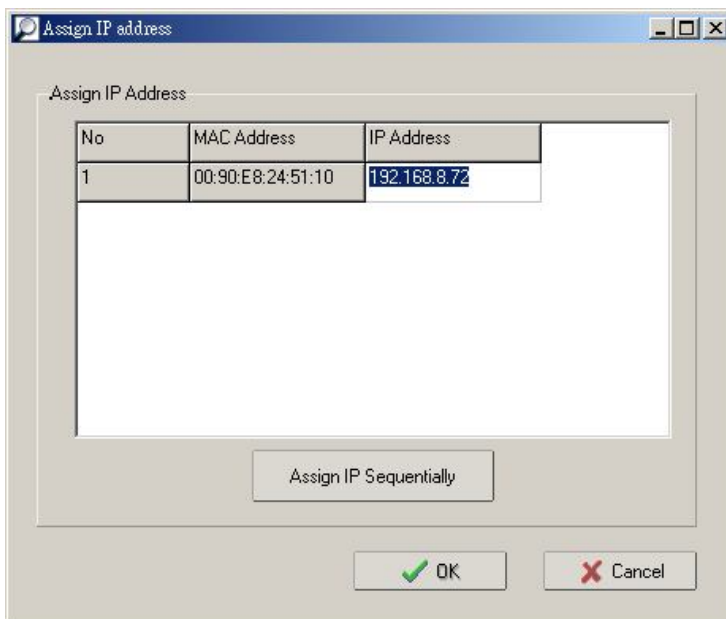 Assign IP address
Assign IP Address
No MAC Address IP Address
1 00:90:E8:24:51:10 192.168.8.72
Assign IP Sequentially
OK Cancel